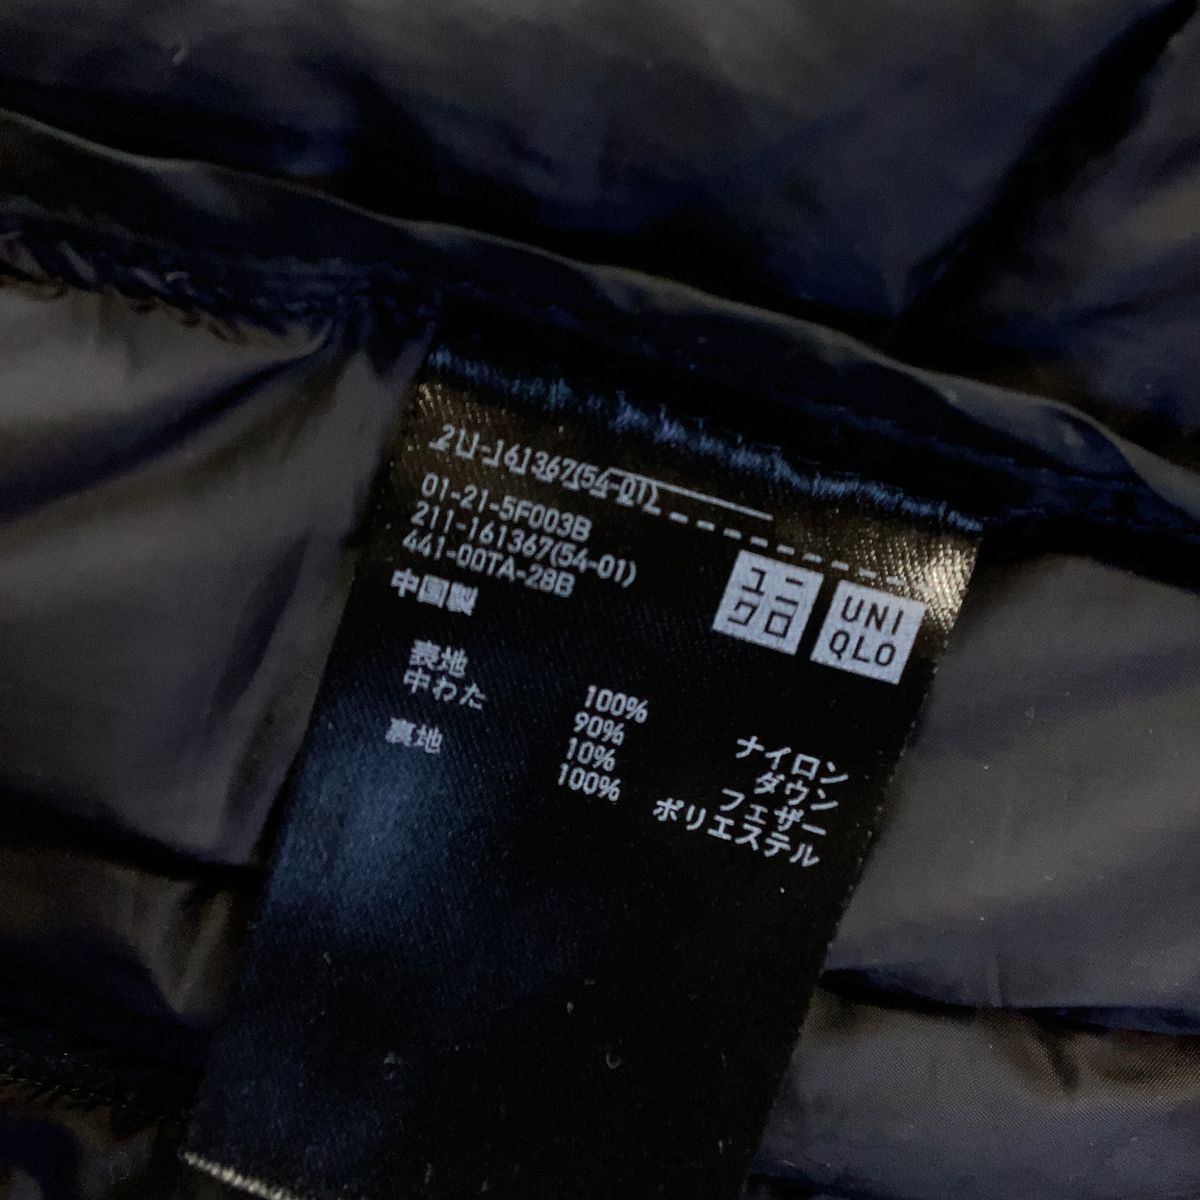 211-161367(54-01)
01-21-5F003B
211-161367(54-01)
441-00TA-28B
中国製
ユニ
クロ
UNI
QLO
表地 100% ナイロン
中わた 90% ダウン
10% フェザー
裏地 100% ポリエステル